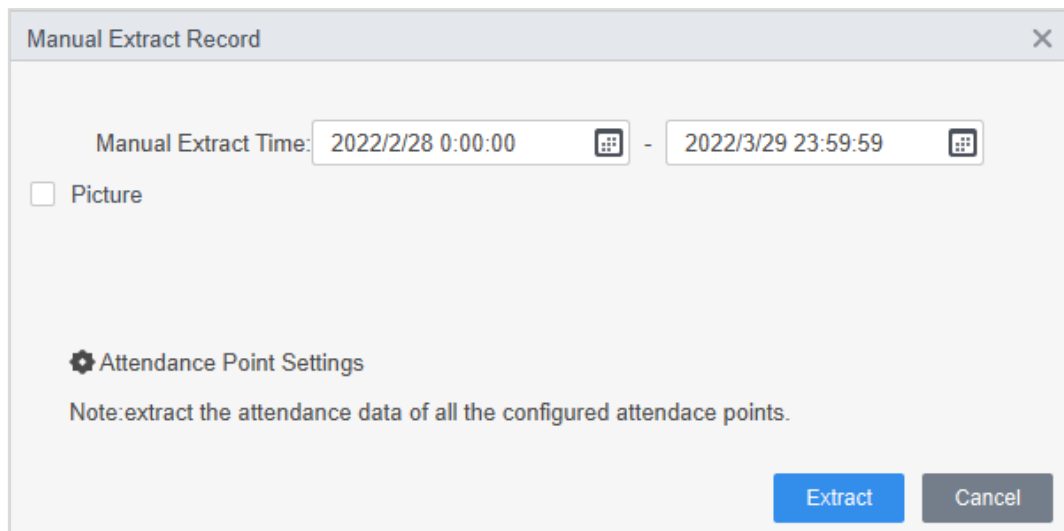 Manual Extract Record
Manual Extract Time: 2022/2/28 0:00:00 - 2022/3/29 23:59:59
Picture
Attendance Point Settings
Note:extract the attendance data of all the configured attendace points.
Extract Cancel